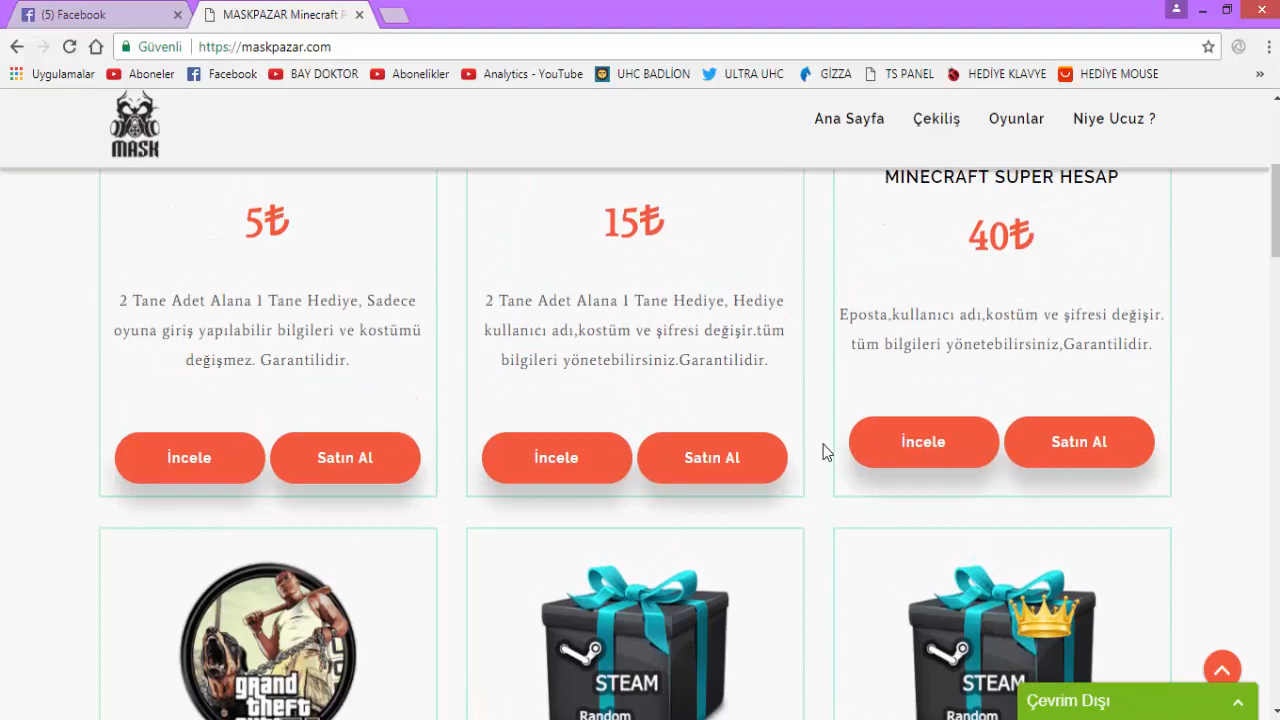 (5) Facebook
MASKPAZAR Minecraft P
Güvenli
https://maskpazar.com
Uygulamalar
Aboneler
Facebook
BAY DOKTOR
Abonelikler
Analytics - YouTube
UHC BADLİON
ULTRA UHC
GİZZA
TS PANEL
HEDİYE KLAVYE
HEDİYE MOUSE
MASK
Ana Sayfa
Çekiliş
Oyunlar
Niye Ucuz ?
5₺
2 Tane Adet Alana 1 Tane Hediye, Sadece
oyuna giriş yapılabilir bilgileri ve kostümü
değişmez. Garantilidir.
İncele
Satın Al
15₺
2 Tane Adet Alana 1 Tane Hediye, Hediye
kullanıcı adı,kostüm ve şifresi değişir.tüm
bilgileri yönetebilirsiniz.Garantilidir.
İncele
Satın Al
MINECRAFT SUPER HESAP
40₺
Eposta,kullanıcı adı,kostüm ve şifresi değişir.
tüm bilgileri yönetebilirsiniz,Garantilidir.
İncele
Satın Al
grand
theft
STEAM
Random
STEAM
Random
Çevrim Dışı